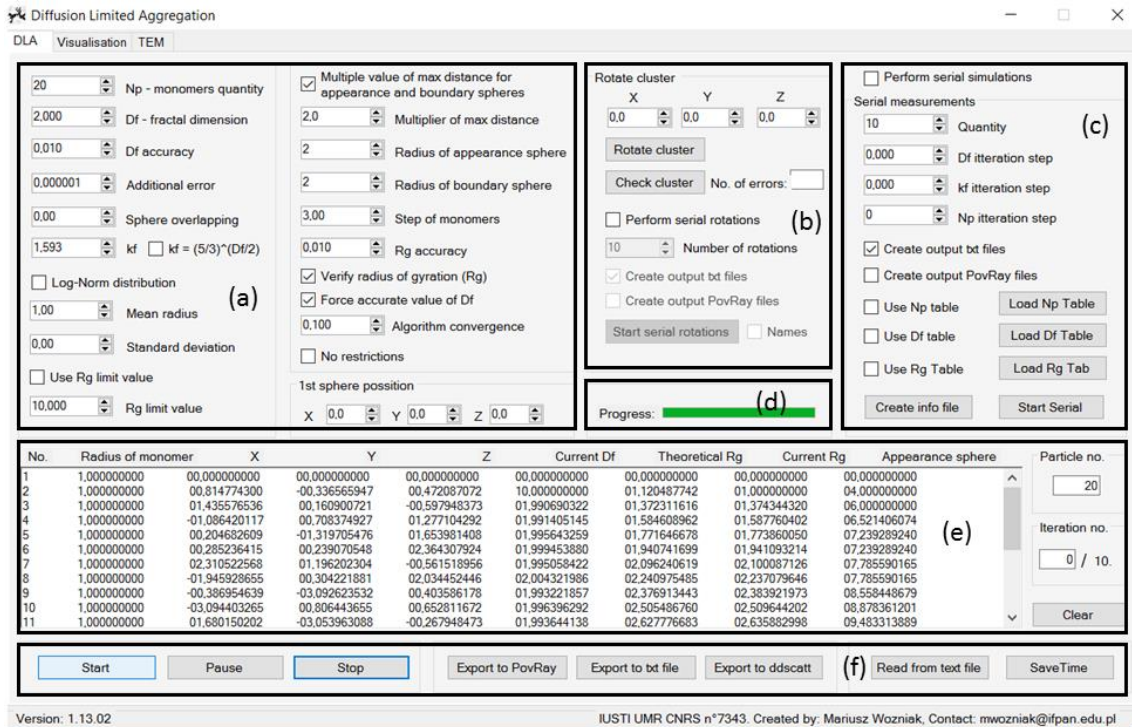 Diffusion Limited Aggregation
DLA Visualisation TEM
20 Np - monomers quantity
2,000 Df - fractal dimension
0,010 Df accuracy
0,000001 Additional error
0,00 Sphere overlapping
1,593 kf kf = (5/3)^(Df/2)
Log-Norm distribution
(a)
1,00 Mean radius
0,00 Standard deviation
Use Rg limit value
10,000 Rg limit value
Multiple value of max distance for
appearance and boundary spheres
2,0 Multiplier of max distance
2 Radius of appearance sphere
2 Radius of boundary sphere
3,00 Step of monomers
0,010 Rg accuracy
Verify radius of gyration (Rg)
Force accurate value of Df
0,100 Algorithm convergence
No restrictions
1st sphere possition
X 0,0 Y 0,0 Z 0,0
Rotate cluster
X Y Z
0,0 0,0 0,0
Rotate cluster
Check cluster No. of errors:
Perform serial rotations (b)
10 Number of rotations
Create output txt files
Create output PovRay files
Start serial rotations Names
Progress: (d)
Perform serial simulations
Serial measurements
10 Quantity (c)
0,000 Df itteration step
0,000 kf itteration step
0 Np itteration step
Create output txt files
Create output PovRay files
Use Np table Load Np Table
Use Df table Load Df Table
Use Rg Table Load Rg Tab
Create info file Start Serial
No. Radius of monomer X Y Z Current Df Theoretical Rg Current Rg Appearance sphere
1 1,000000000 00,000000000 00,000000000 00,000000000 00,000000000 00,000000000 00,000000000 00,000000000
2 1,000000000 00,814774300 -00,336565947 00,472087072 10,000000000 01,120487742 01,000000000 04,000000000
3 1,000000000 01,435576536 00,160900721 -00,597948373 01,990690322 01,372311616 01,374344320 06,000000000
4 1,000000000 -01,086420117 00,708374927 01,277104292 01,991405145 01,584608962 01,587760402 06,521406074
5 1,000000000 00,204682609 -01,319705476 01,653981408 01,995643259 01,771646678 01,773860050 07,239289240
6 1,000000000 00,285236415 00,239070548 02,364307924 01,999453880 01,940741699 01,941093214 07,239289240
7 1,000000000 02,310522568 01,196202304 -00,561518956 01,995058422 02,096240619 02,100087126 07,785590165
8 1,000000000 -01,945928655 00,304221881 02,034452446 02,004321986 02,240975485 02,237079646 07,785590165
9 1,000000000 -00,386954639 -03,092623532 00,403586178 01,993221857 02,376913443 02,383921973 08,558448679
10 1,000000000 -03,094403265 00,806443655 00,652811672 01,996396292 02,505486760 02,509644202 08,878361201
11 1,000000000 01,680150202 -03,053963088 -00,267948473 01,993644138 02,627776683 02,635882998 09,483313889
(e)
Particle no.
20
Iteration no.
0 / 10.
Clear
Start Pause Stop Export to PovRay Export to txt file Export to ddscatt (f) Read from text file SaveTime
Version: 1.13.02 IUSTI UMR CNRS n°7343. Created by: Mariusz Wozniak, Contact: mwozniak@ifpan.edu.pl